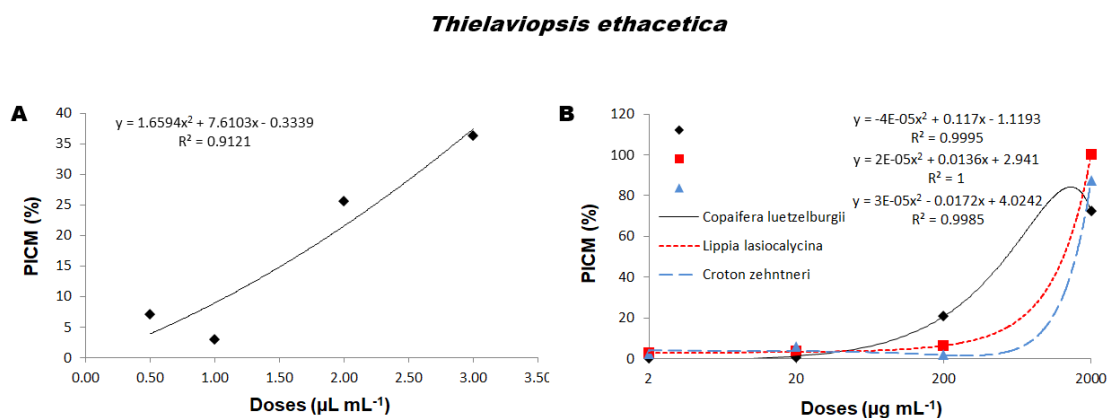 Thielaviopsis ethacetica
A
y = 1.6594x² + 7.6103x - 0.3339
R² = 0.9121
PICM (%)
40
35
30
25
20
15
10
5
0
0.00 0.50 1.00 2.00 3.00 3.50
Doses (µL mL⁻¹)
B
y = -4E-05x² + 0.117x - 1.1193
R² = 0.9995
y = 2E-05x² + 0.0136x + 2.941
R² = 1
y = 3E-05x² - 0.0172x + 4.0242
R² = 0.9985
Copaifera luetzelburgii
Lippia lasiocalycina
Croton zehntneri
PICM (%)
120
100
80
60
40
20
0
2 20 200 2000
Doses (µg mL⁻¹)